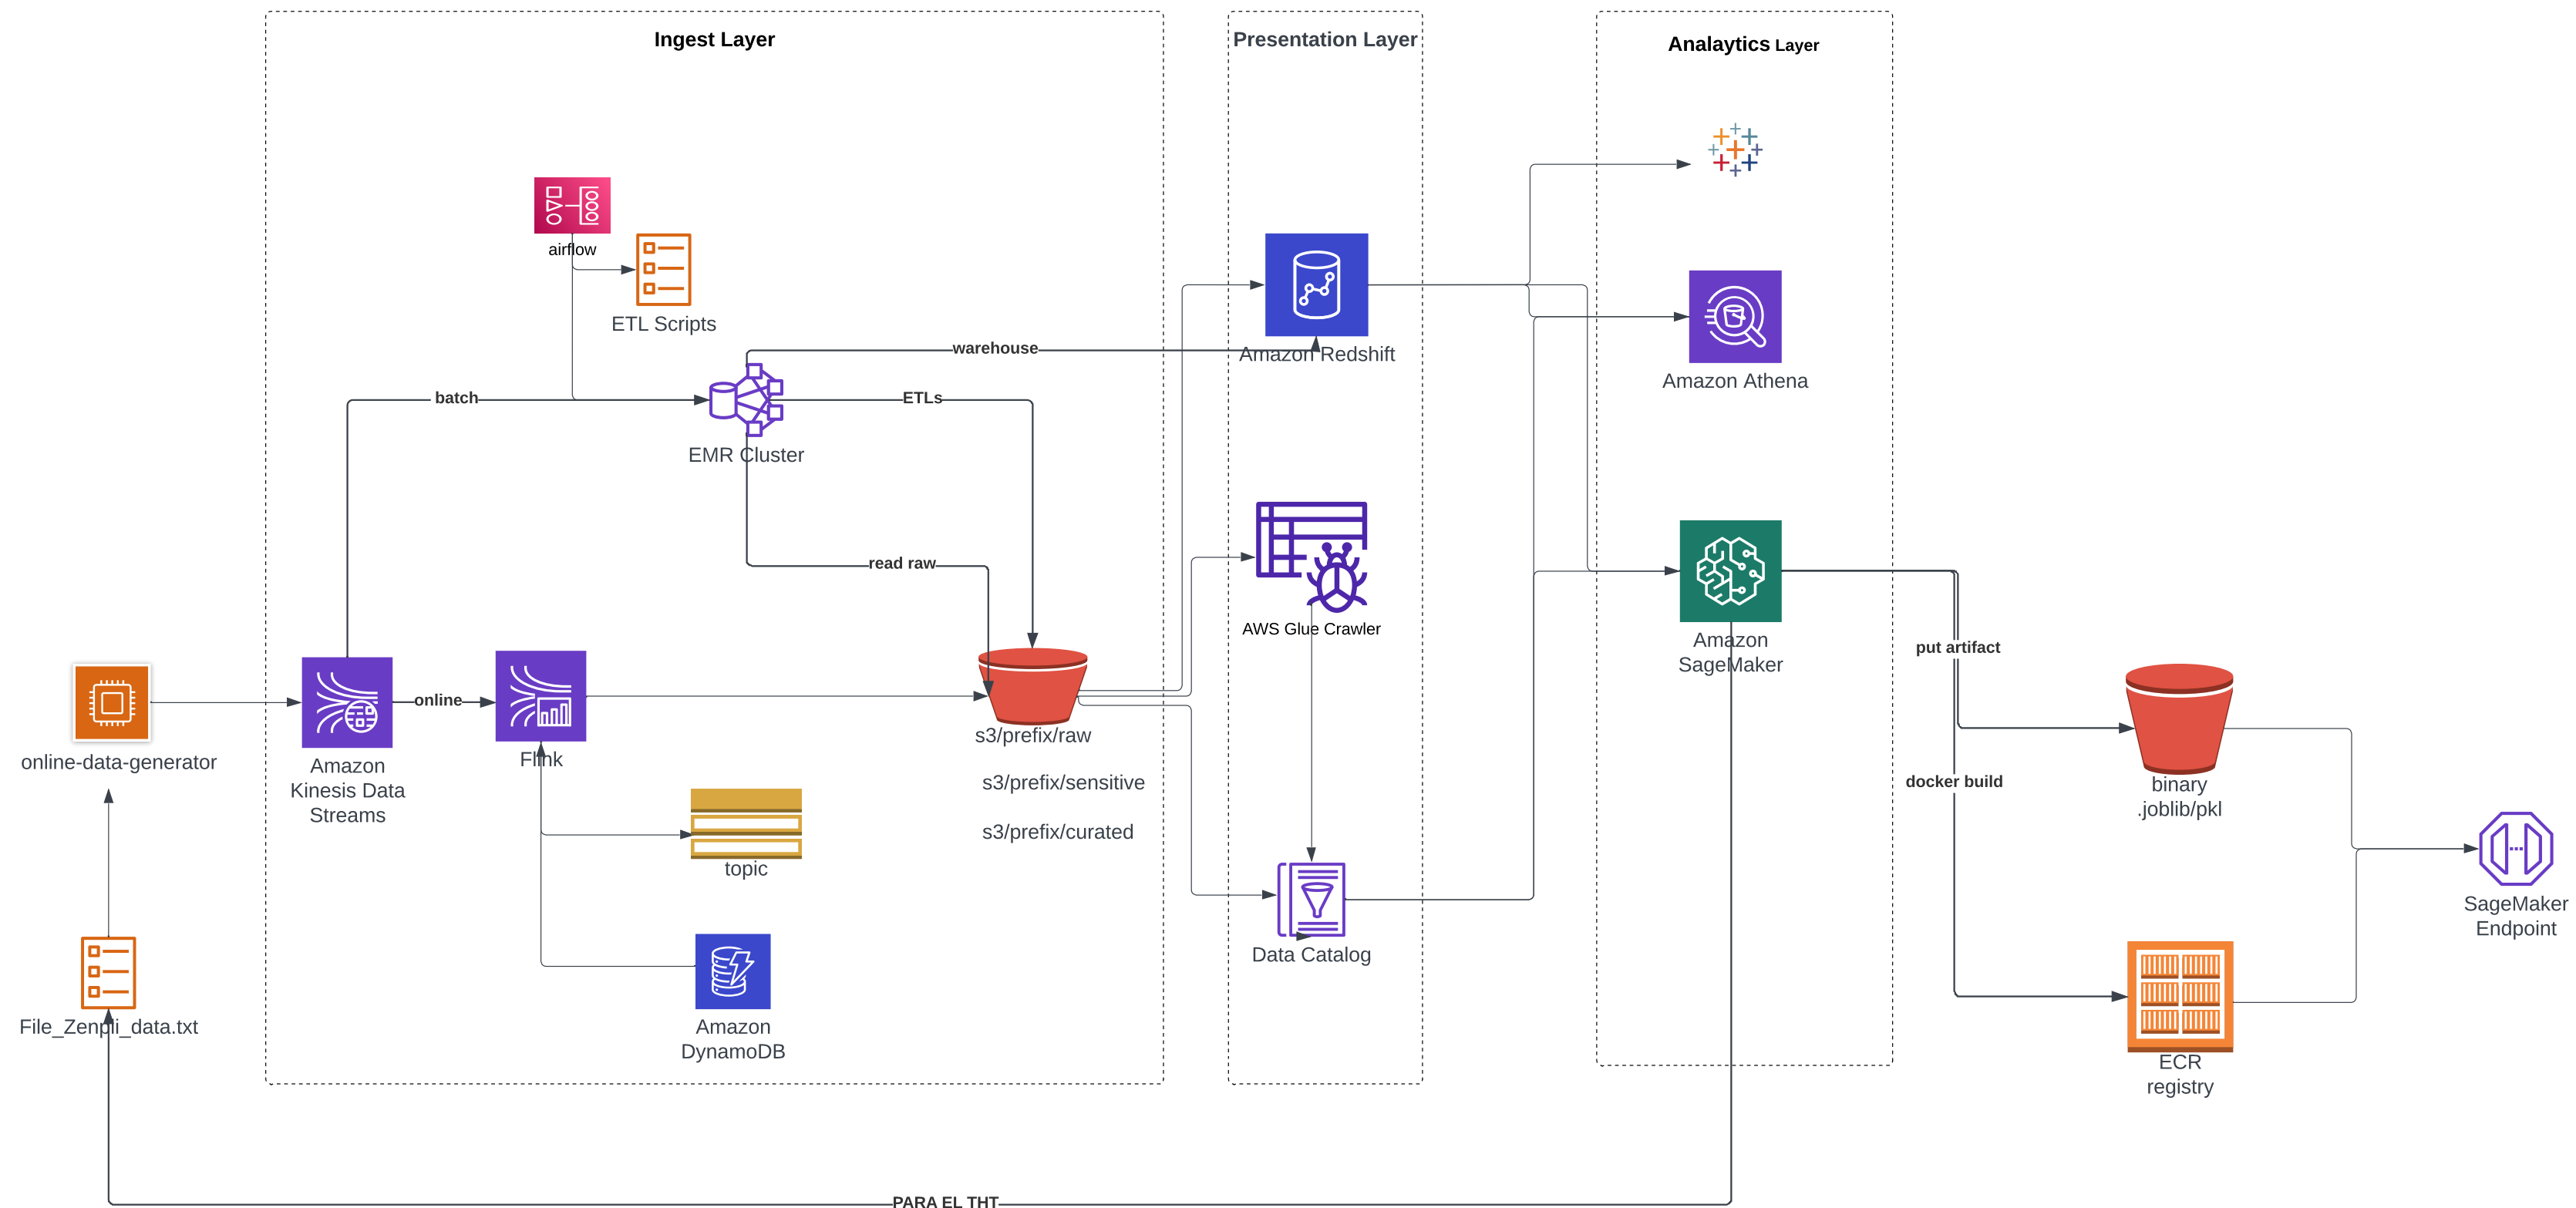 Ingest Layer
Presentation Layer
Analaytics Layer
airflow
ETL Scripts
warehouse
Amazon Redshift
Amazon Athena
batch
ETLs
EMR Cluster
read raw
AWS Glue Crawler
Amazon
SageMaker
put artifact
online
online-data-generator
Amazon
Kinesis Data
Streams
Flink
s3/prefix/raw
s3/prefix/sensitive
s3/prefix/curated
docker build
binary
.joblib/pkl
topic
SageMaker
Endpoint
Data Catalog
File_Zenpli_data.txt
Amazon
DynamoDB
ECR
registry
PARA EL THT